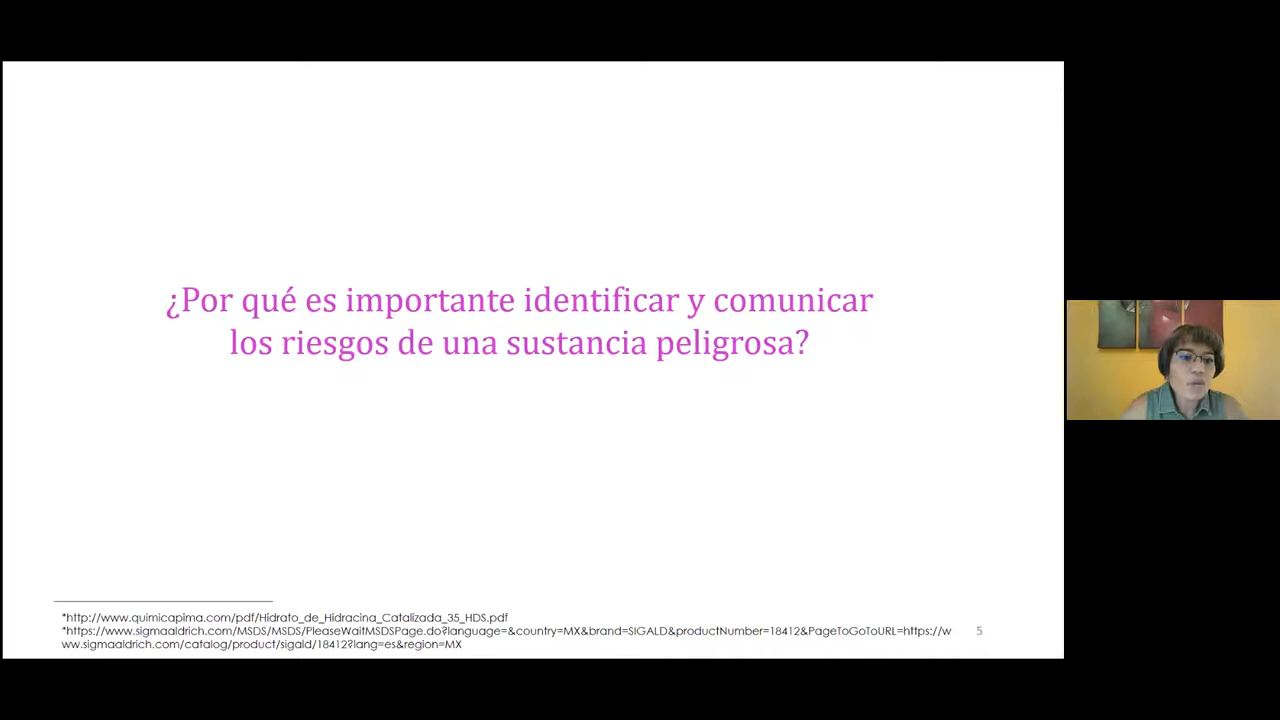 ¿Por qué es importante identificar y comunicar
los riesgos de una sustancia peligrosa?
*http://www.quimicapima.com/pdf/Hidrato_de_Hidracina_Catalizada_35_HDS.pdf
*https://www.sigmaaldrich.com/MSDS/MSDS/PleaseWaitMSDSPage.do?language=&country=MX&brand=SIGALD&productNumber=18412&PageToGoToURL=https://w
ww.sigmaaldrich.com/catalog/product/sigald/18412?lang=es&region=MX
5